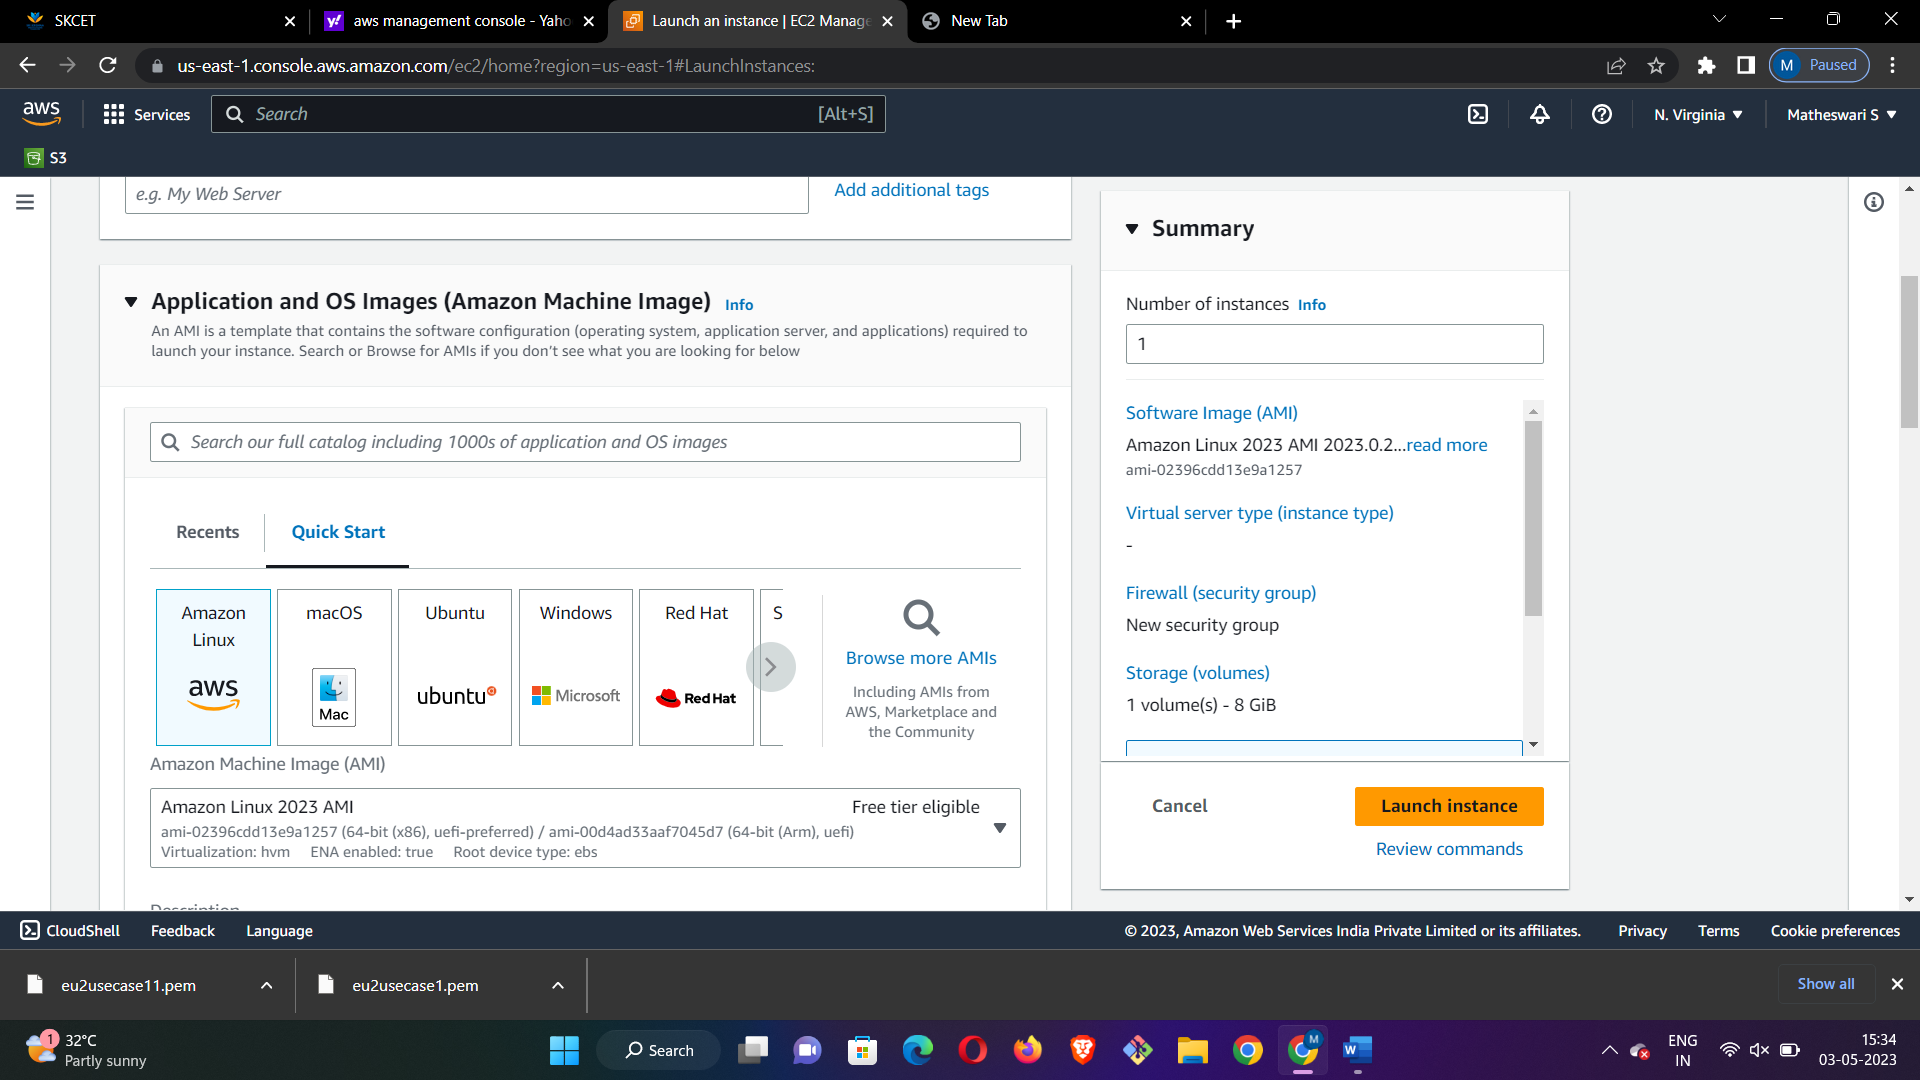 SKCET
aws management console - Yaho
Launch an instance | EC2 Manage
New Tab
us-east-1.console.aws.amazon.com/ec2/home?region=us-east-1#LaunchInstances:
M Paused
aws
Services
Search
[Alt+S]
N. Virginia
Matheswari S
S3
e.g. My Web Server
Add additional tags
Application and OS Images (Amazon Machine Image) Info
An AMI is a template that contains the software configuration (operating system, application server, and applications) required to
launch your instance. Search or Browse for AMIs if you don't see what you are looking for below
Search our full catalog including 1000s of application and OS images
Recents
Quick Start
Amazon
Linux
aws
macOS
Mac
Ubuntu
ubuntu
Windows
Microsoft
Red Hat
Red Hat
S
Browse more AMIs
Including AMIs from
AWS, Marketplace and
the Community
Amazon Machine Image (AMI)
Amazon Linux 2023 AMI
Free tier eligible
ami-02396cdd13e9a1257 (64-bit (x86), uefi-preferred) / ami-00d4ad33aaf7045d7 (64-bit (Arm), uefi)
Virtualization: hvm ENA enabled: true Root device type: ebs
Description
Summary
Number of instances Info
1
Software Image (AMI)
Amazon Linux 2023 AMI 2023.0.2...read more
ami-02396cdd13e9a1257
Virtual server type (instance type)
-
Firewall (security group)
New security group
Storage (volumes)
1 volume(s) - 8 GiB
Cancel
Launch instance
Review commands
CloudShell
Feedback
Language
© 2023, Amazon Web Services India Private Limited or its affiliates.
Privacy
Terms
Cookie preferences
eu2usecase11.pem
eu2usecase1.pem
Show all
1
32°C
Partly sunny
Search
M
W
ENG
IN
15:34
03-05-2023